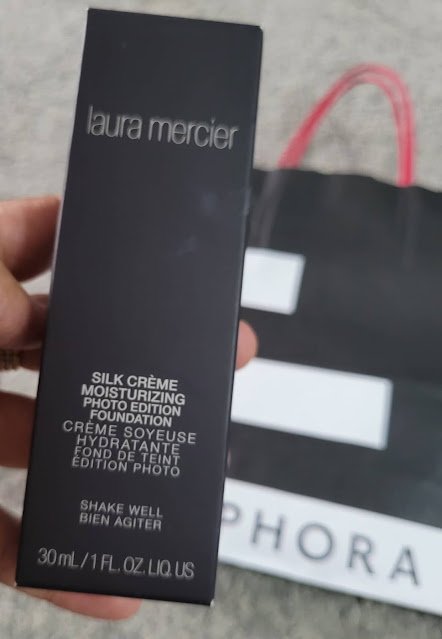 laura mercier
SILK CRÈME
MOISTURIZING
PHOTO EDITION
FOUNDATION
CRÈME SOYEUSE
HYDRATANTE
FOND DE TEINT
ÉDITION PHOTO
SHAKE WELL
BIEN AGITER
30 mL / 1 FL. OZ. LIQ. US
PHORA